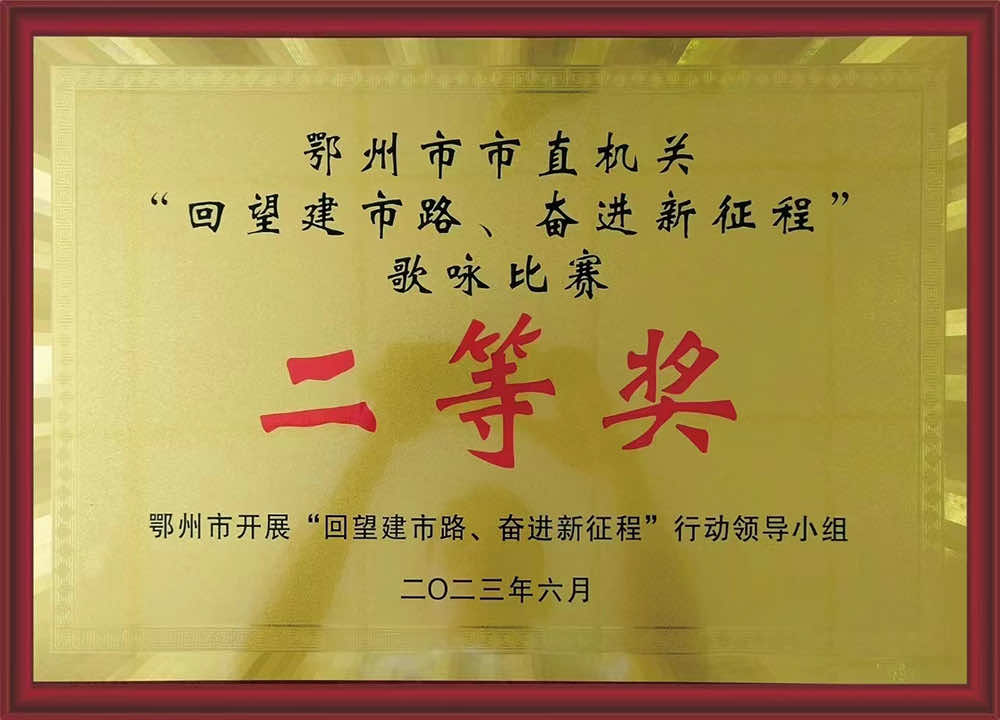 鄂州市市直机关
“回望建市路、奋进新征程”
歌咏比赛
二等奖
鄂州市开展“回望建市路、奋进新征程”行动领导小组
二〇二三年六月